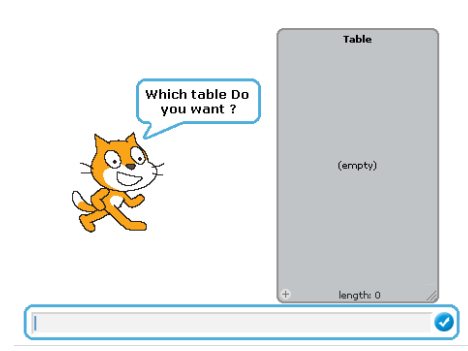 Table
Which table Do
you want ?
(empty)
+
length: 0